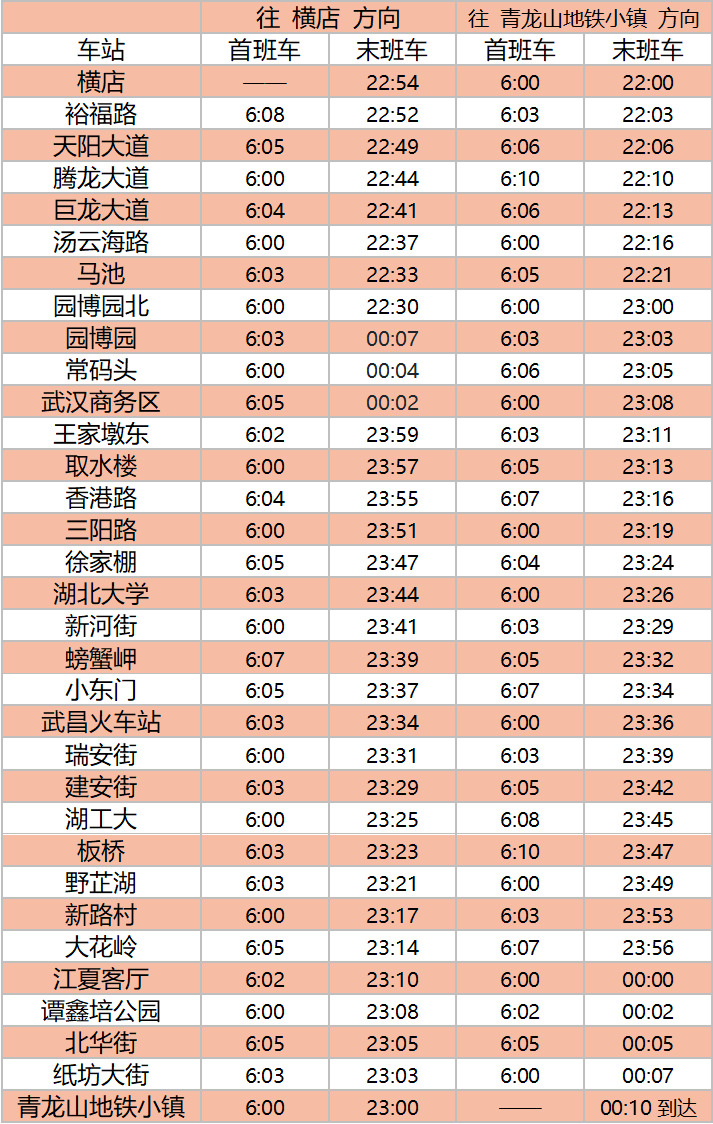 往 横店 方向 往 青龙山地铁小镇 方向
车站 首班车 末班车 首班车 末班车
横店 —— 22:54 6:00 22:00
裕福路 6:08 22:52 6:03 22:03
天阳大道 6:05 22:49 6:06 22:06
腾龙大道 6:00 22:44 6:10 22:10
巨龙大道 6:04 22:41 6:06 22:13
汤云海路 6:00 22:37 6:00 22:16
马池 6:03 22:33 6:05 22:21
园博园北 6:00 22:30 6:00 23:00
园博园 6:03 00:07 6:03 23:03
常码头 6:00 00:04 6:06 23:05
武汉商务区 6:05 00:02 6:00 23:08
王家墩东 6:02 23:59 6:03 23:11
取水楼 6:00 23:57 6:05 23:13
香港路 6:04 23:55 6:07 23:16
三阳路 6:00 23:51 6:00 23:19
徐家棚 6:05 23:47 6:04 23:24
湖北大学 6:03 23:44 6:00 23:26
新河街 6:00 23:41 6:03 23:29
螃蟹岬 6:07 23:39 6:05 23:32
小东门 6:05 23:37 6:07 23:34
武昌火车站 6:03 23:34 6:00 23:36
瑞安街 6:00 23:31 6:03 23:39
建安街 6:03 23:29 6:05 23:42
湖工大 6:00 23:25 6:08 23:45
板桥 6:03 23:23 6:10 23:47
野芷湖 6:03 23:21 6:00 23:49
新路村 6:00 23:17 6:03 23:53
大花岭 6:05 23:14 6:07 23:56
江夏客厅 6:02 23:10 6:00 00:00
谭鑫培公园 6:00 23:08 6:02 00:02
北华街 6:05 23:05 6:05 00:05
纸坊大街 6:03 23:03 6:00 00:07
青龙山地铁小镇 6:00 23:00 —— 00:10 到达